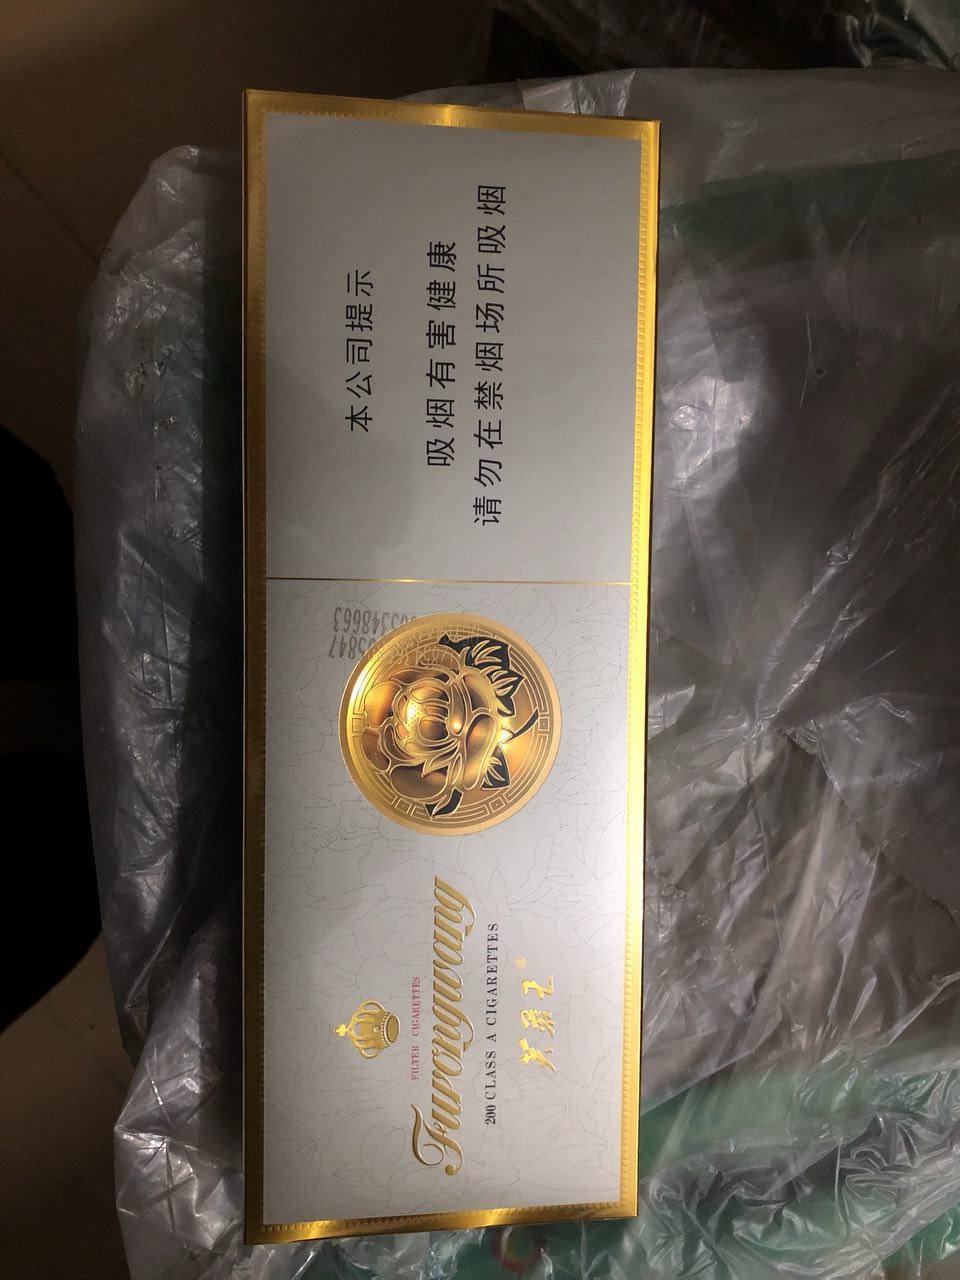 本公司提示
吸烟有害健康
请勿在禁烟场所吸烟
FILTER CIGARETTES
Furongwang
200 CLASS A CIGARETTES
芙蓉王®